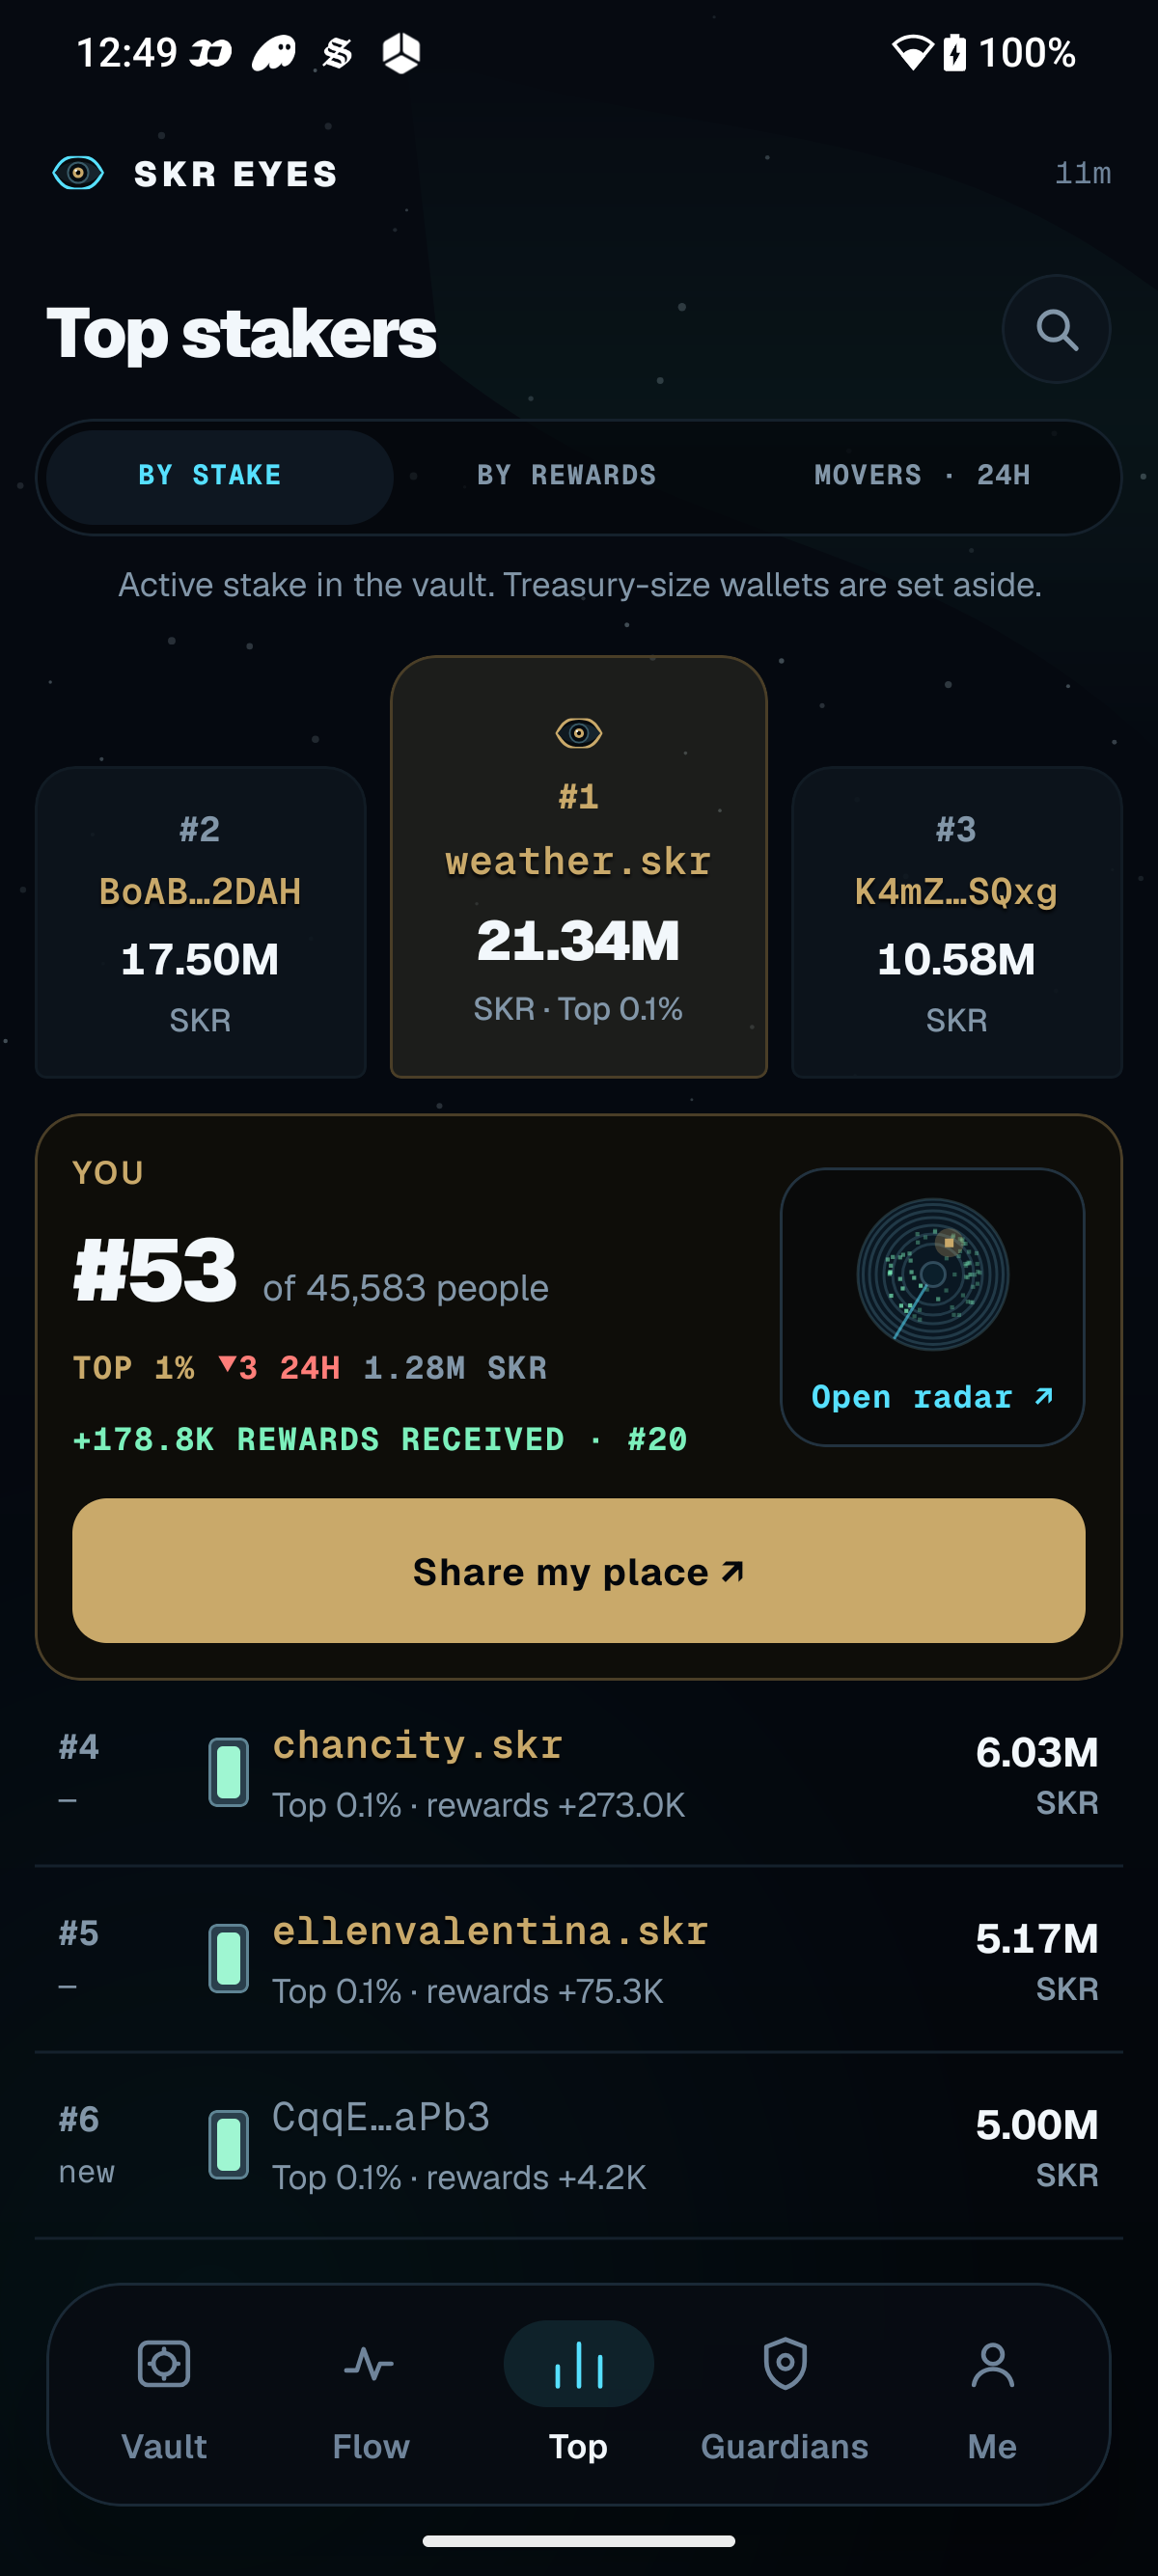 12:49
100%
SKR EYES
11m
Top stakers
BY STAKE
BY REWARDS
MOVERS · 24H
Active stake in the vault. Treasury-size wallets are set aside.
#2
BoAB…2DAH
17.50M
SKR
#1
weather.skr
21.34M
SKR · Top 0.1%
#3
K4mZ…SQxg
10.58M
SKR
YOU
#53 of 45,583 people
TOP 1% ▼3 24H 1.28M SKR
+178.8K REWARDS RECEIVED · #20
Open radar ↗
Share my place ↗
#4
–
chancity.skr
Top 0.1% · rewards +273.0K
6.03M
SKR
#5
–
ellenvalentina.skr
Top 0.1% · rewards +75.3K
5.17M
SKR
#6
new
CqqE…aPb3
Top 0.1% · rewards +4.2K
5.00M
SKR
Vault
Flow
Top
Guardians
Me